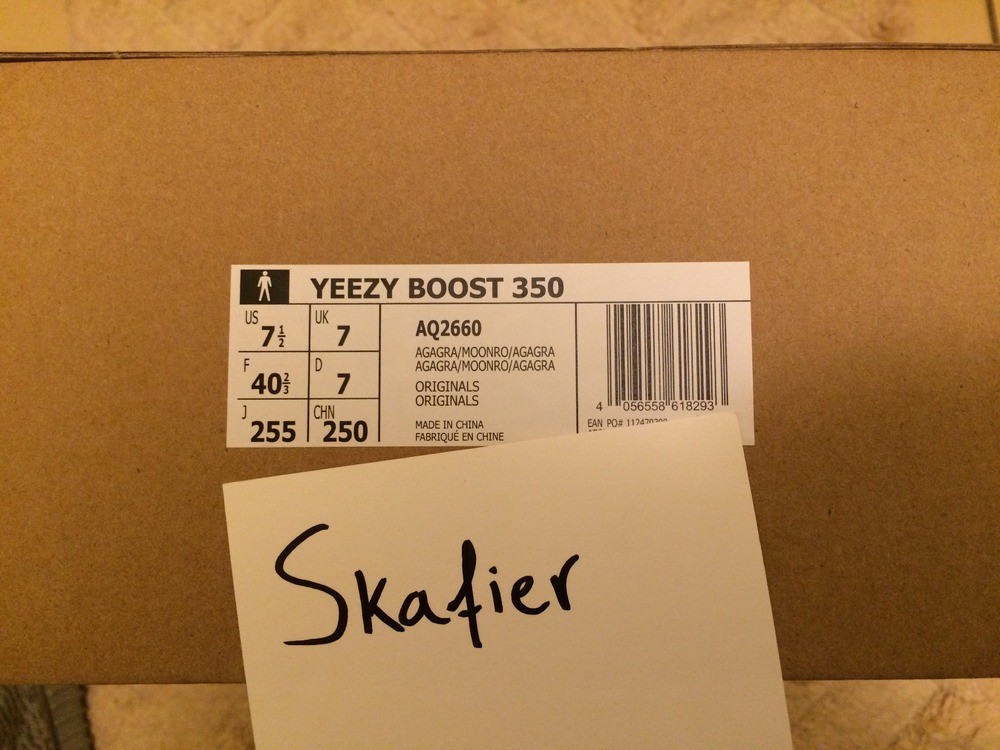 YEEZY BOOST 350
US 7½ UK 7
F 40⅔ D 7
J 255 CHN 250
AQ2660
AGAGRA/MOONRO/AGAGRA
AGAGRA/MOONRO/AGAGRA
ORIGINALS
ORIGINALS
MADE IN CHINA
FABRIQUÉ EN CHINE
4 056558 618293
EAN PO#
Skafier